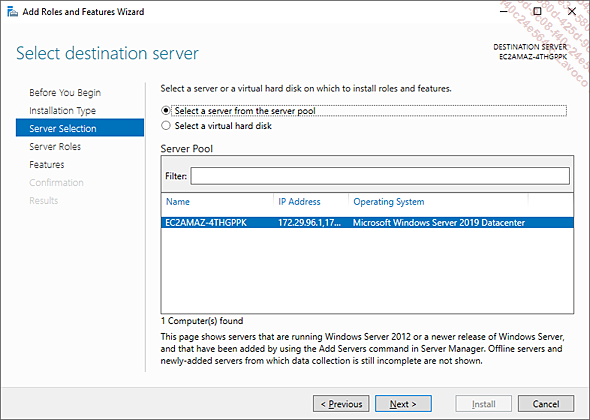 Add Roles and Features Wizard
Select destination server
DESTINATION SERVER
EC2AMAZ-4THGPPK
Before You Begin
Installation Type
Server Selection
Server Roles
Features
Confirmation
Results
Select a server or a virtual hard disk on which to install roles and features.
Select a server from the server pool
Select a virtual hard disk
Server Pool
Filter:
Name IP Address Operating System
EC2AMAZ-4THGPPK 172.29.96.1,17... Microsoft Windows Server 2019 Datacenter
1 Computer(s) found
This page shows servers that are running Windows Server 2012 or a newer release of Windows Server,
and that have been added by using the Add Servers command in Server Manager. Offline servers and
newly-added servers from which data collection is still incomplete are not shown.
< Previous Next > Install Cancel